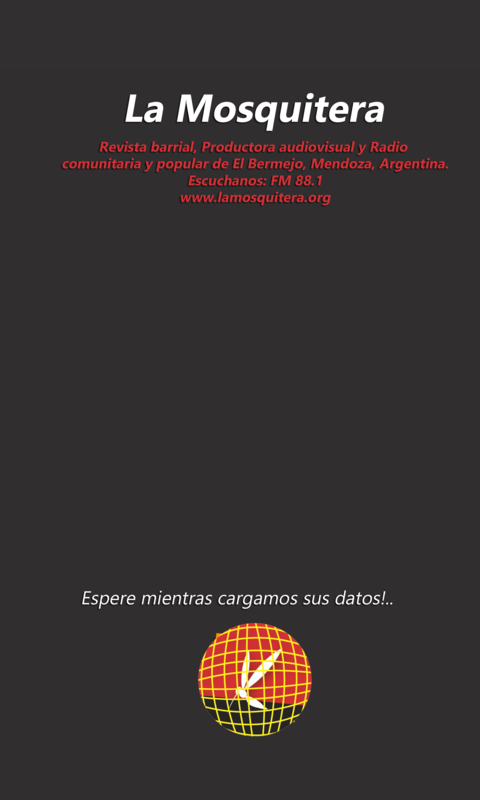 La Mosquitera
Revista barrial, Productora audiovisual y Radio
comunitaria y popular de El Bermejo, Mendoza, Argentina.
Escuchanos: FM 88.1
www.lamosquitera.org
Espere mientras cargamos sus datos!..